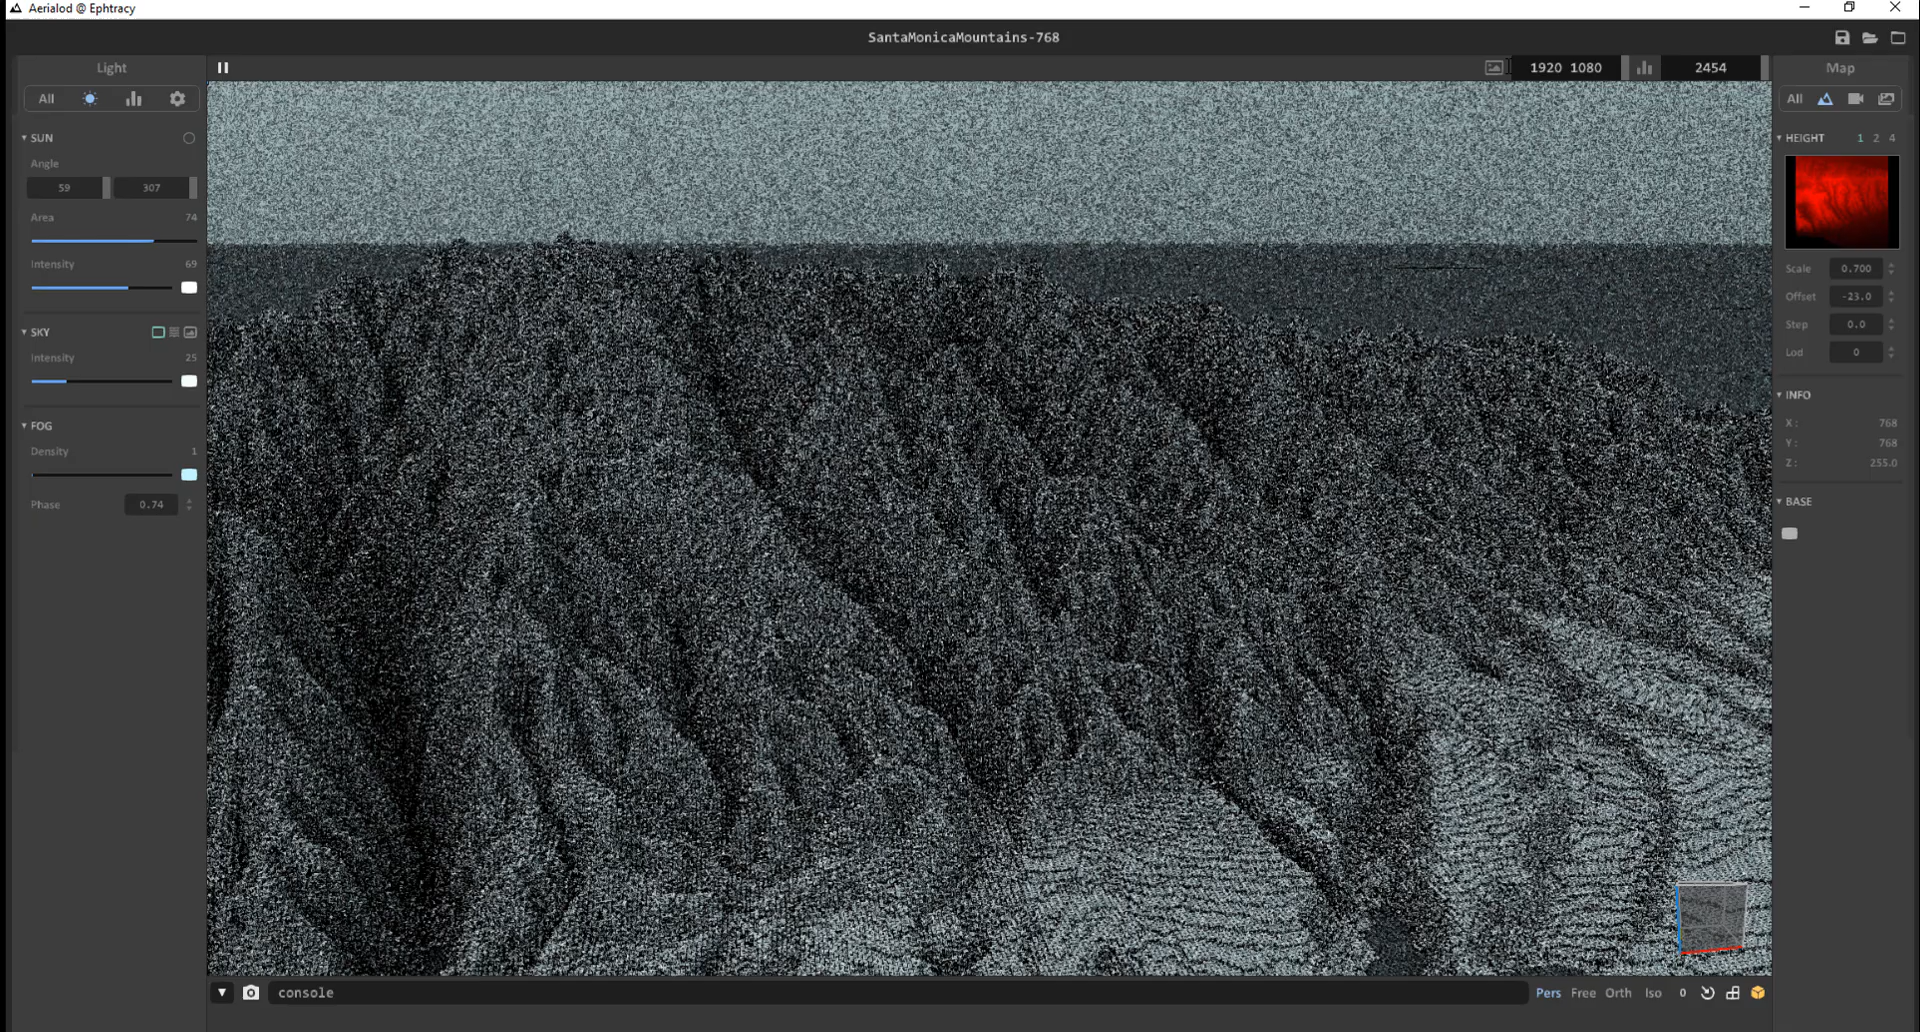 Aerialod @ Ephtracy
SantaMonicaMountains-768
Light
1920 1080
2454
Map
All
All
SUN
Angle
59 307
Area 74
Intensity 69
SKY
Intensity 25
FOG
Density 1
Phase 0.74
HEIGHT 1 2 4
Scale 0.700
Offset -23.0
Step 0.0
Lod 0
INFO
X : 768
Y : 768
Z : 255.0
BASE
console
Pers Free Orth Iso 0